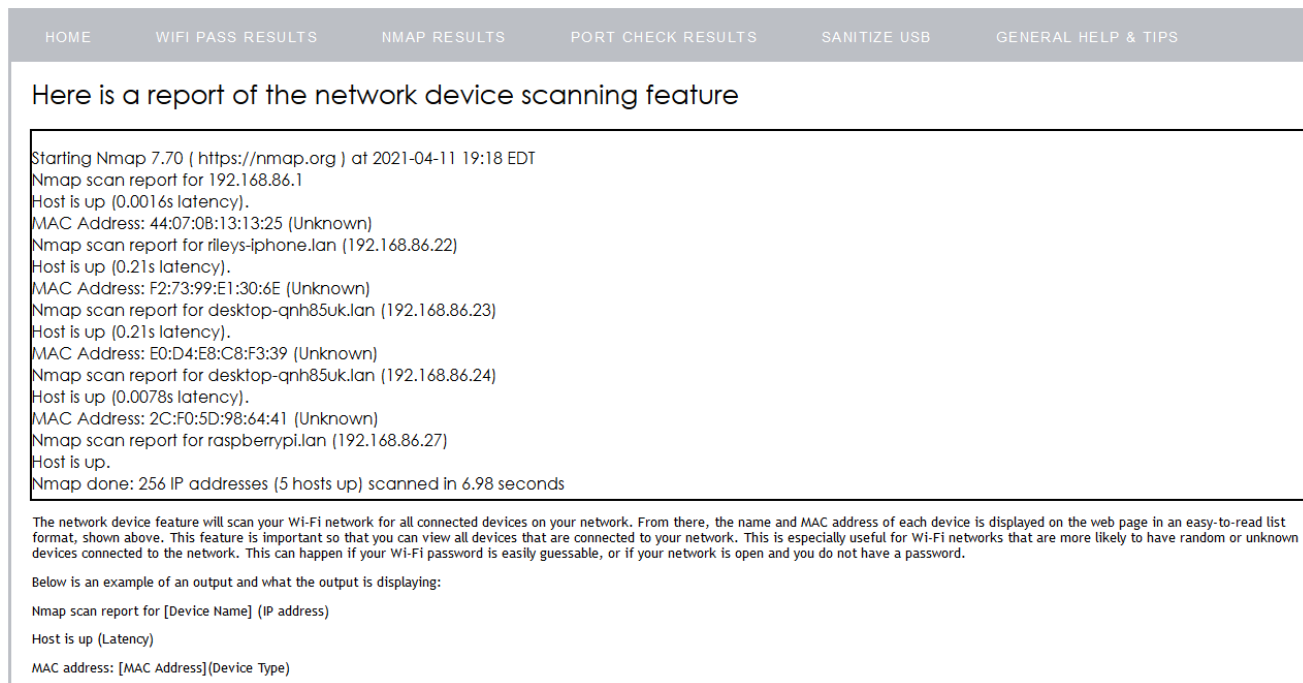 HOME WIFI PASS RESULTS NMAP RESULTS PORT CHECK RESULTS SANITIZE USB GENERAL HELP & TIPS
Here is a report of the network device scanning feature
Starting Nmap 7.70 ( https://nmap.org ) at 2021-04-11 19:18 EDT
Nmap scan report for 192.168.86.1
Host is up (0.0016s latency).
MAC Address: 44:07:0B:13:13:25 (Unknown)
Nmap scan report for rileys-iphone.lan (192.168.86.22)
Host is up (0.21s latency).
MAC Address: F2:73:99:E1:30:6E (Unknown)
Nmap scan report for desktop-qnh85uk.lan (192.168.86.23)
Host is up (0.21s latency).
MAC Address: E0:D4:E8:C8:F3:39 (Unknown)
Nmap scan report for desktop-qnh85uk.lan (192.168.86.24)
Host is up (0.0078s latency).
MAC Address: 2C:F0:5D:98:64:41 (Unknown)
Nmap scan report for raspberrypi.lan (192.168.86.27)
Host is up.
Nmap done: 256 IP addresses (5 hosts up) scanned in 6.98 seconds
The network device feature will scan your Wi-Fi network for all connected devices on your network. From there, the name and MAC address of each device is displayed on the web page in an easy-to-read list
format, shown above. This feature is important so that you can view all devices that are connected to your network. This is especially useful for Wi-Fi networks that are more likely to have random or unknown
devices connected to the network. This can happen if your Wi-Fi password is easily guessable, or if your network is open and you do not have a password.
Below is an example of an output and what the output is displaying:
Nmap scan report for [Device Name] (IP address)
Host is up (Latency)
MAC address: [MAC Address](Device Type)